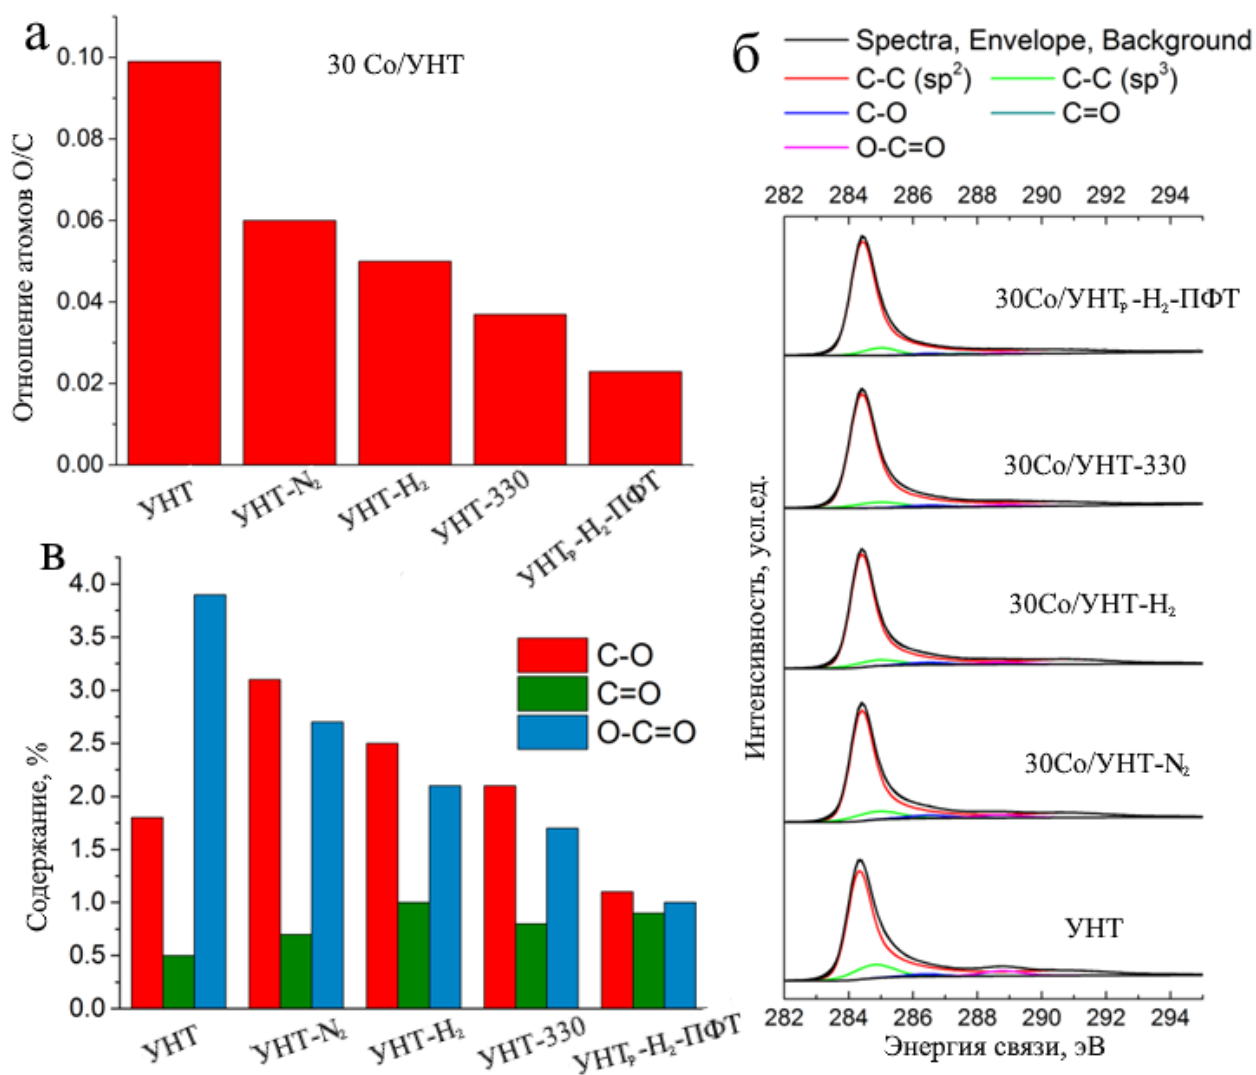 а
30 Co/УНТ
Отношение атомов О/С
0.10
0.08
0.06
0.04
0.02
0.00
УНТ
УНТ-N₂
УНТ-H₂
УНТ-330
УНТₚ-H₂-ПФТ
б
Spectra, Envelope, Background
C-C (sp²)
C-C (sp³)
C-O
C=O
O-C=O
282 284 286 288 290 292 294
30Co/УНТₚ-H₂-ПФТ
30Co/УНТ-330
30Co/УНТ-H₂
30Co/УНТ-N₂
УНТ
Интенсивность, усл.ед.
282 284 286 288 290 292 294
Энергия связи, эВ
в
C-O
C=O
O-C=O
Содержание, %
4.0
3.5
3.0
2.5
2.0
1.5
1.0
0.5
0.0
УНТ
УНТ-N₂
УНТ-H₂
УНТ-330
УНТₚ-H₂-ПФТ